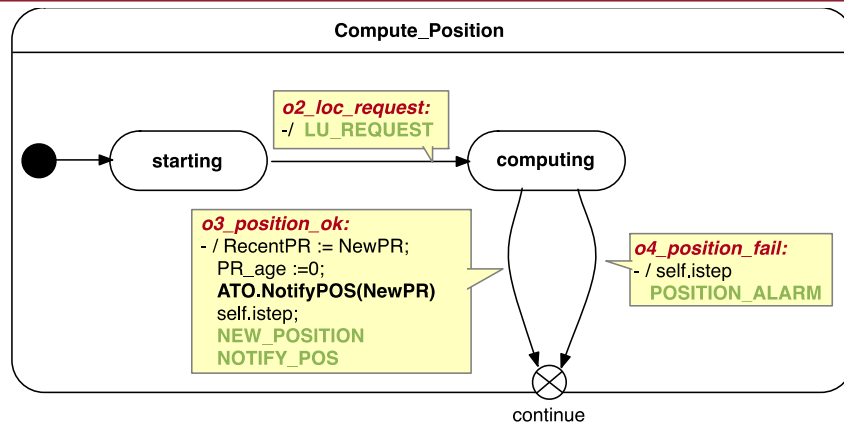 Compute_Position
o2_loc_request:
-/ LU_REQUEST
starting
computing
o3_position_ok:
- / RecentPR := NewPR;
PR_age :=0;
ATO.NotifyPOS(NewPR)
self.istep;
NEW_POSITION
NOTIFY_POS
o4_position_fail:
- / self.istep
POSITION_ALARM
continue